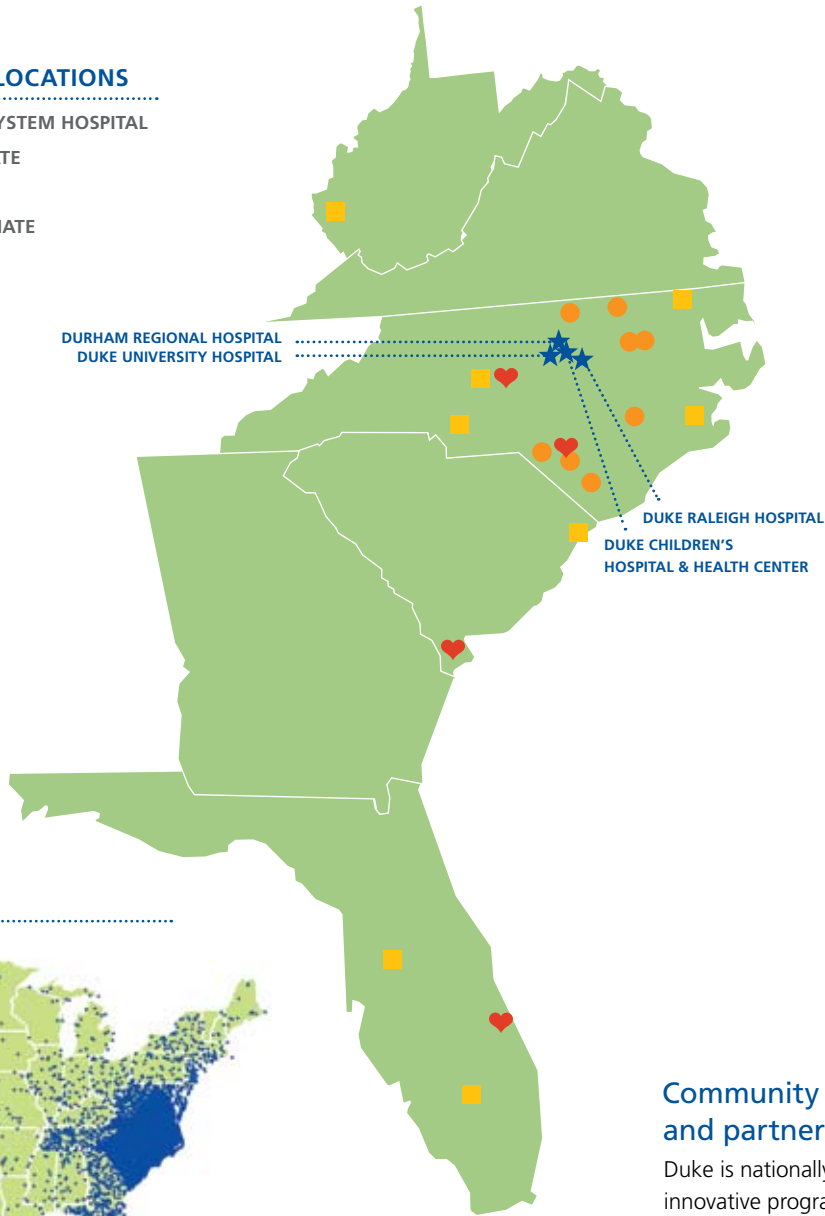 LOCATIONS
YSTEM HOSPITAL
TE
IATE
DURHAM REGIONAL HOSPITAL
DUKE UNIVERSITY HOSPITAL
DUKE RALEIGH HOSPITAL
DUKE CHILDREN'S
HOSPITAL & HEALTH CENTER
Community
and partner
Duke is nationally
innovative progra